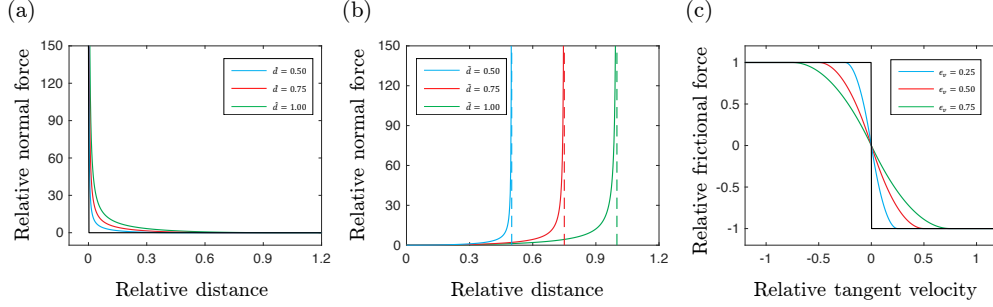 (a)
Relative normal force
150
120
90
60
30
0
0
0.3
0.6
0.9
1.2
Relative distance
d̂ = 0.50
d̂ = 0.75
d̂ = 1.00
(b)
Relative normal force
150
120
90
60
30
0
0
0.3
0.6
0.9
1.2
Relative distance
d̂ = 0.50
d̂ = 0.75
d̂ = 1.00
(c)
Relative frictional force
1
0.5
0
-0.5
-1
-1
-0.5
0
0.5
1
Relative tangent velocity
ϵᵥ = 0.25
ϵᵥ = 0.50
ϵᵥ = 0.75